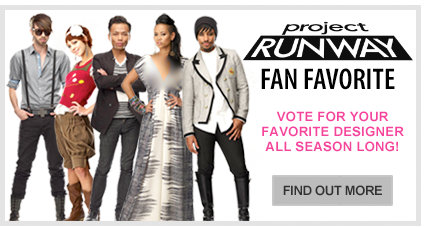 project
RUNWAY
FAN FAVORITE
VOTE FOR YOUR
FAVORITE DESIGNER
ALL SEASON LONG!
FIND OUT MORE